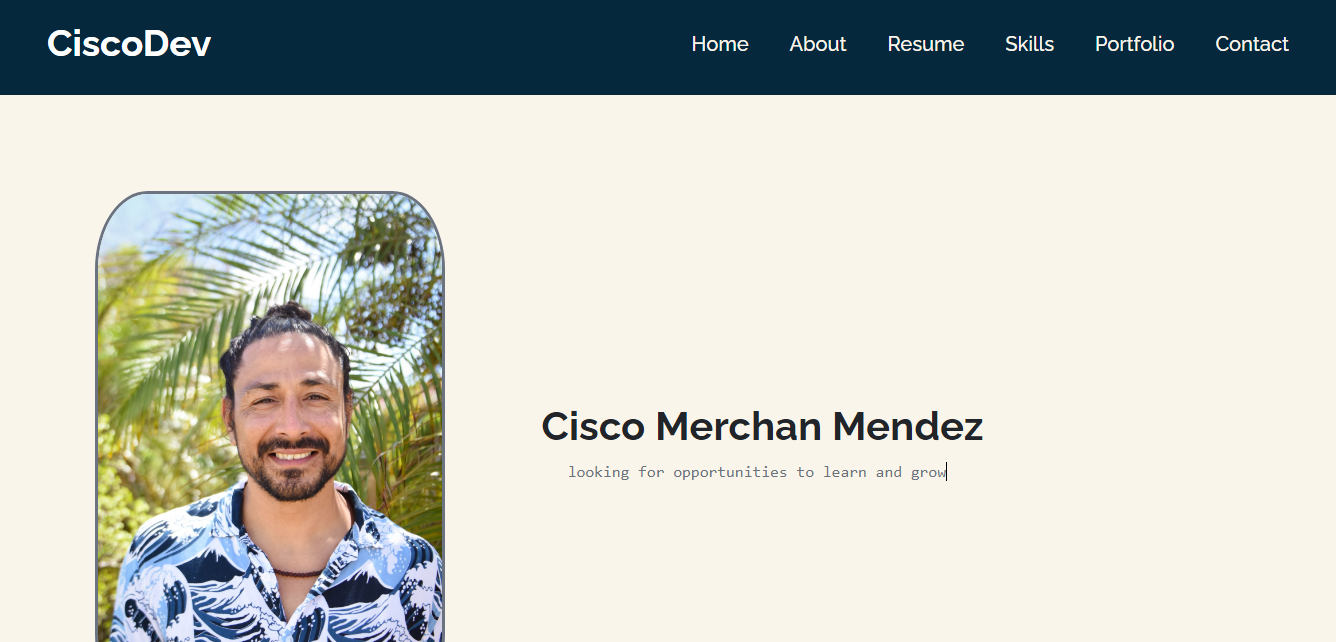 CiscoDev Home About Resume Skills Portfolio Contact
Cisco Merchan Mendez
looking for opportunities to learn and grow